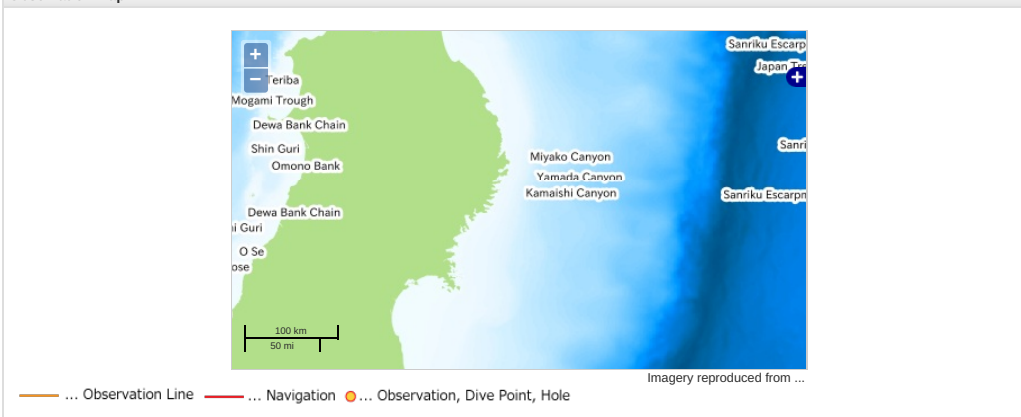 +
−
Teriba
Mogami Trough
Dewa Bank Chain
Shin Guri
Omono Bank
Dewa Bank Chain
ni Guri
O Se
ose
Miyako Canyon
Yamada Canyon
Kamaishi Canyon
Sanriku Escarp
Japan Tre
+
Sanri
Sanriku Escarpm
100 km
50 mi
Imagery reproduced from ...
... Observation Line ... Navigation ... Observation, Dive Point, Hole